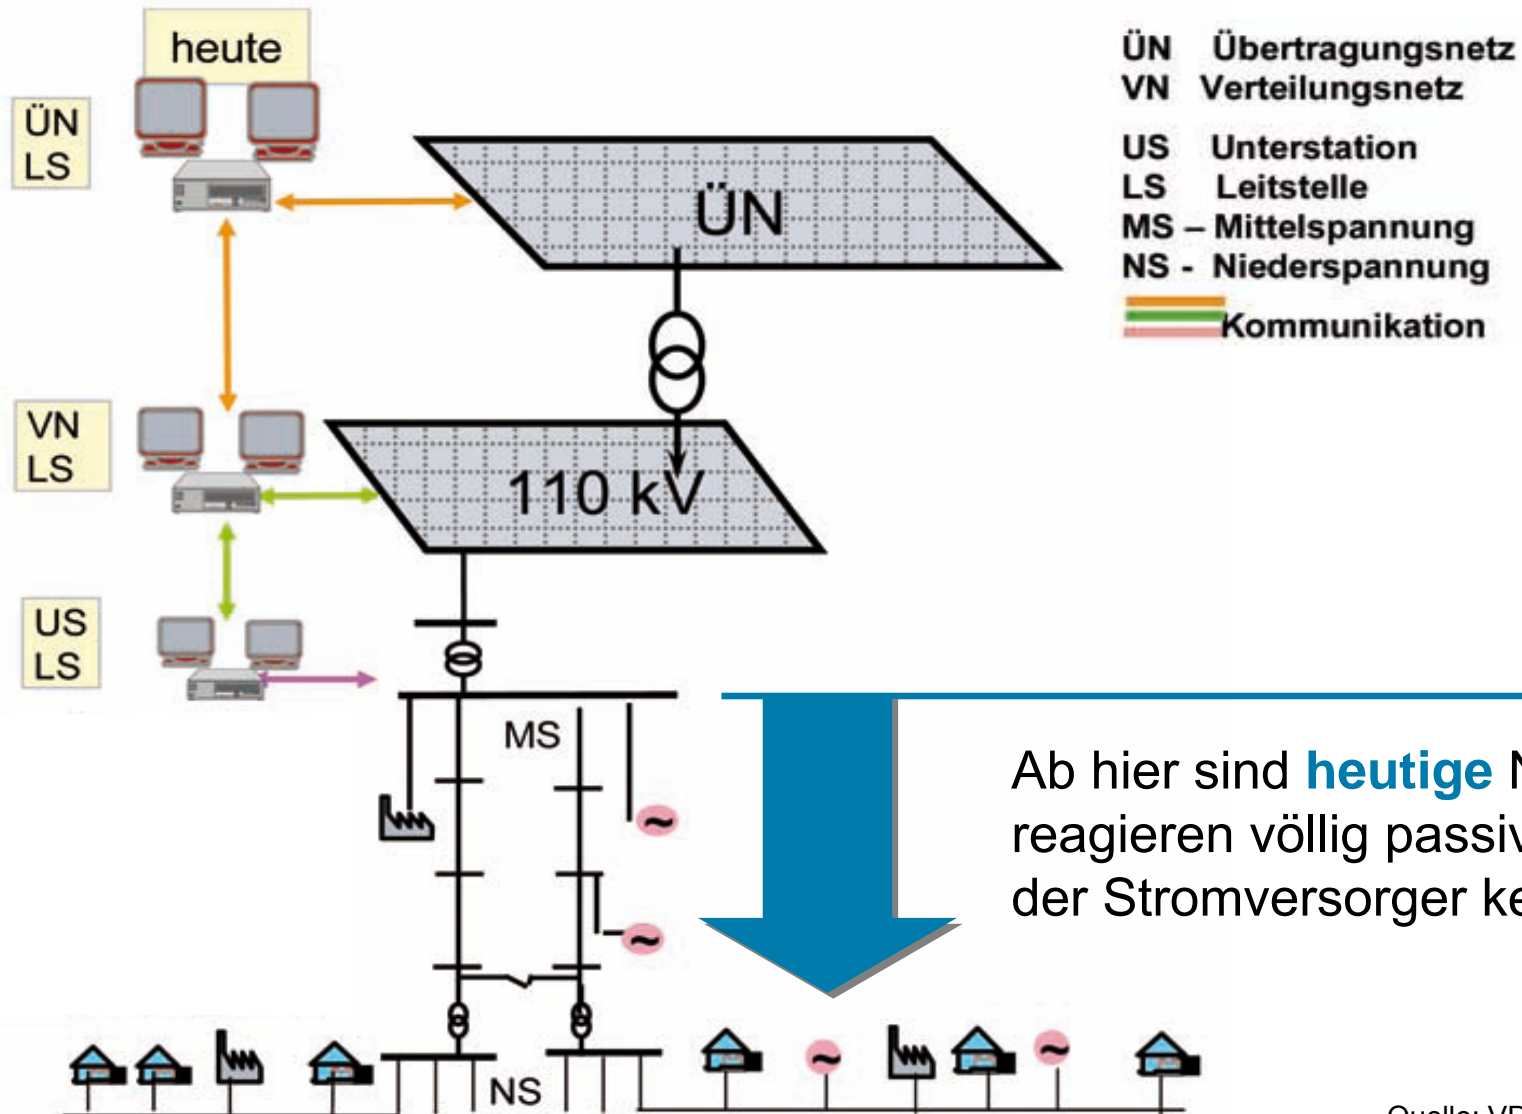 heute
ÜN
LS
ÜN
ÜN Übertragungsnetz
VN Verteilungsnetz
US Unterstation
LS Leitstelle
MS – Mittelspannung
NS - Niederspannung
Kommunikation
VN
LS
110 kV
US
LS
MS
Ab hier sind heutige
reagieren völlig passiv
der Stromversorger
NS
Quelle: